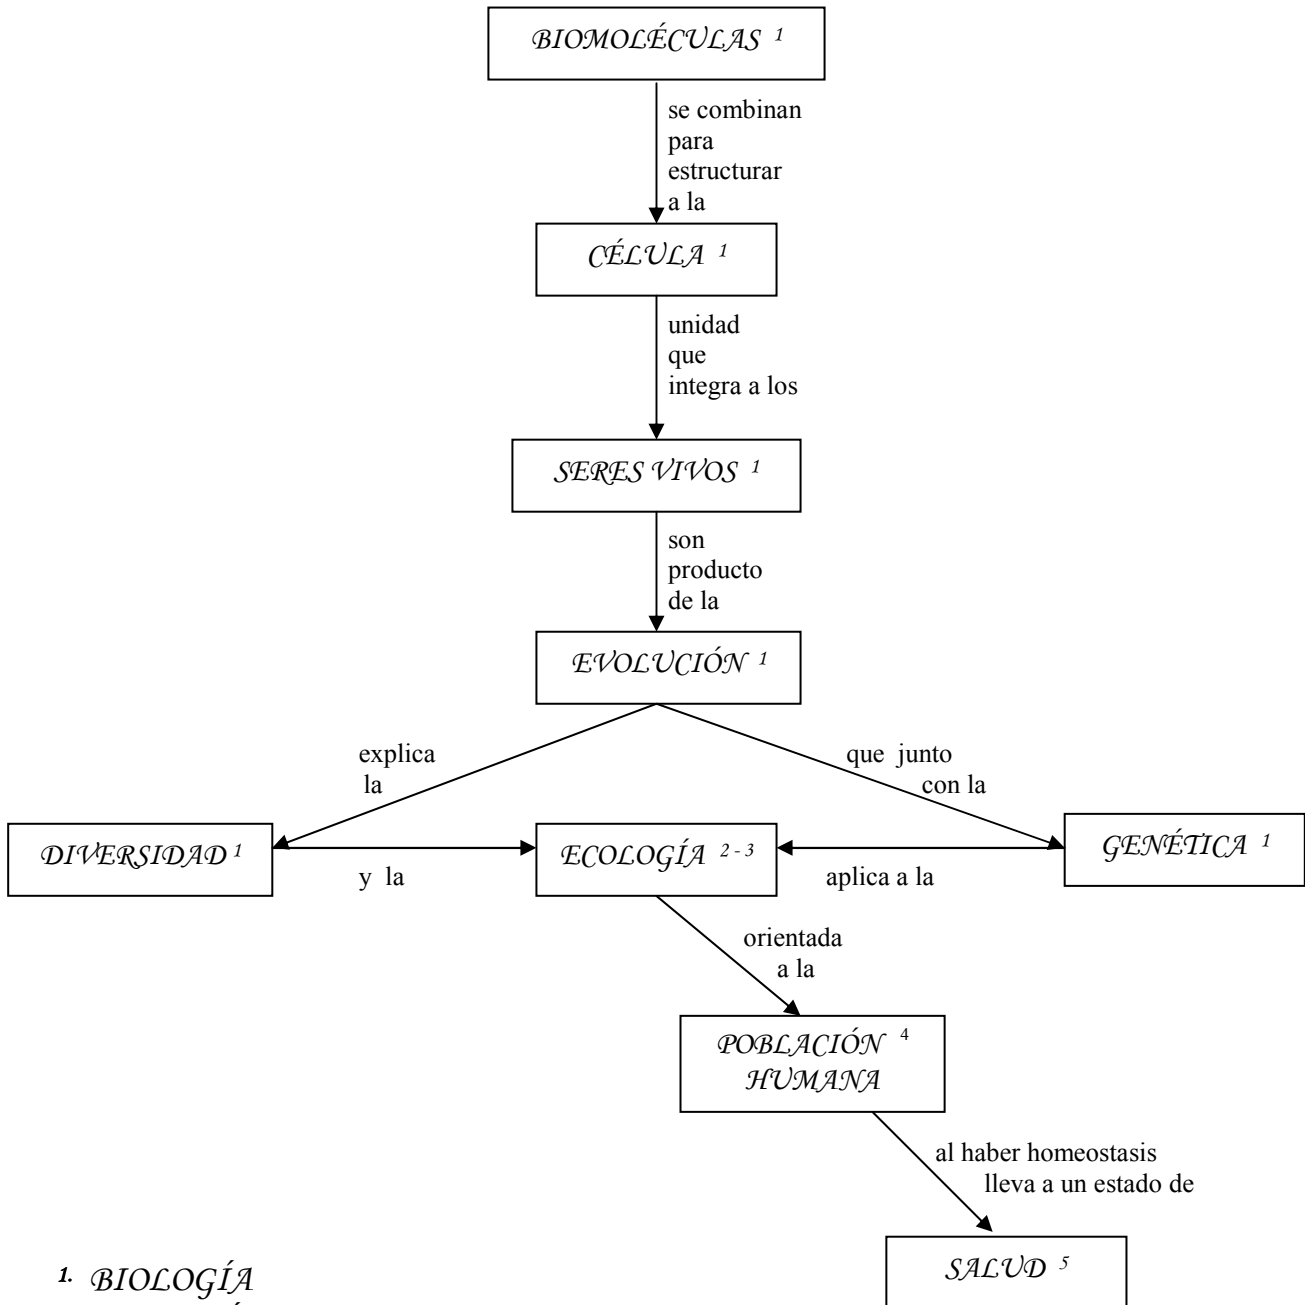 BIOMOLÉCULAS 1
se combinan
para
estructurar
a la
CÉLULA 1
unidad
que
integra a los
SERES VIVOS 1
son
producto
de la
EVOLUCIÓN 1
explica
la
que junto
con la
DIVERSIDAD 1
y la
ECOLOGÍA 2 - 3
aplica a la
GENÉTICA 1
orientada
a la
POBLACIÓN 4
HUMANA
al haber homeostasis
lleva a un estado de
SALUD 5
1. BIOLOGÍA